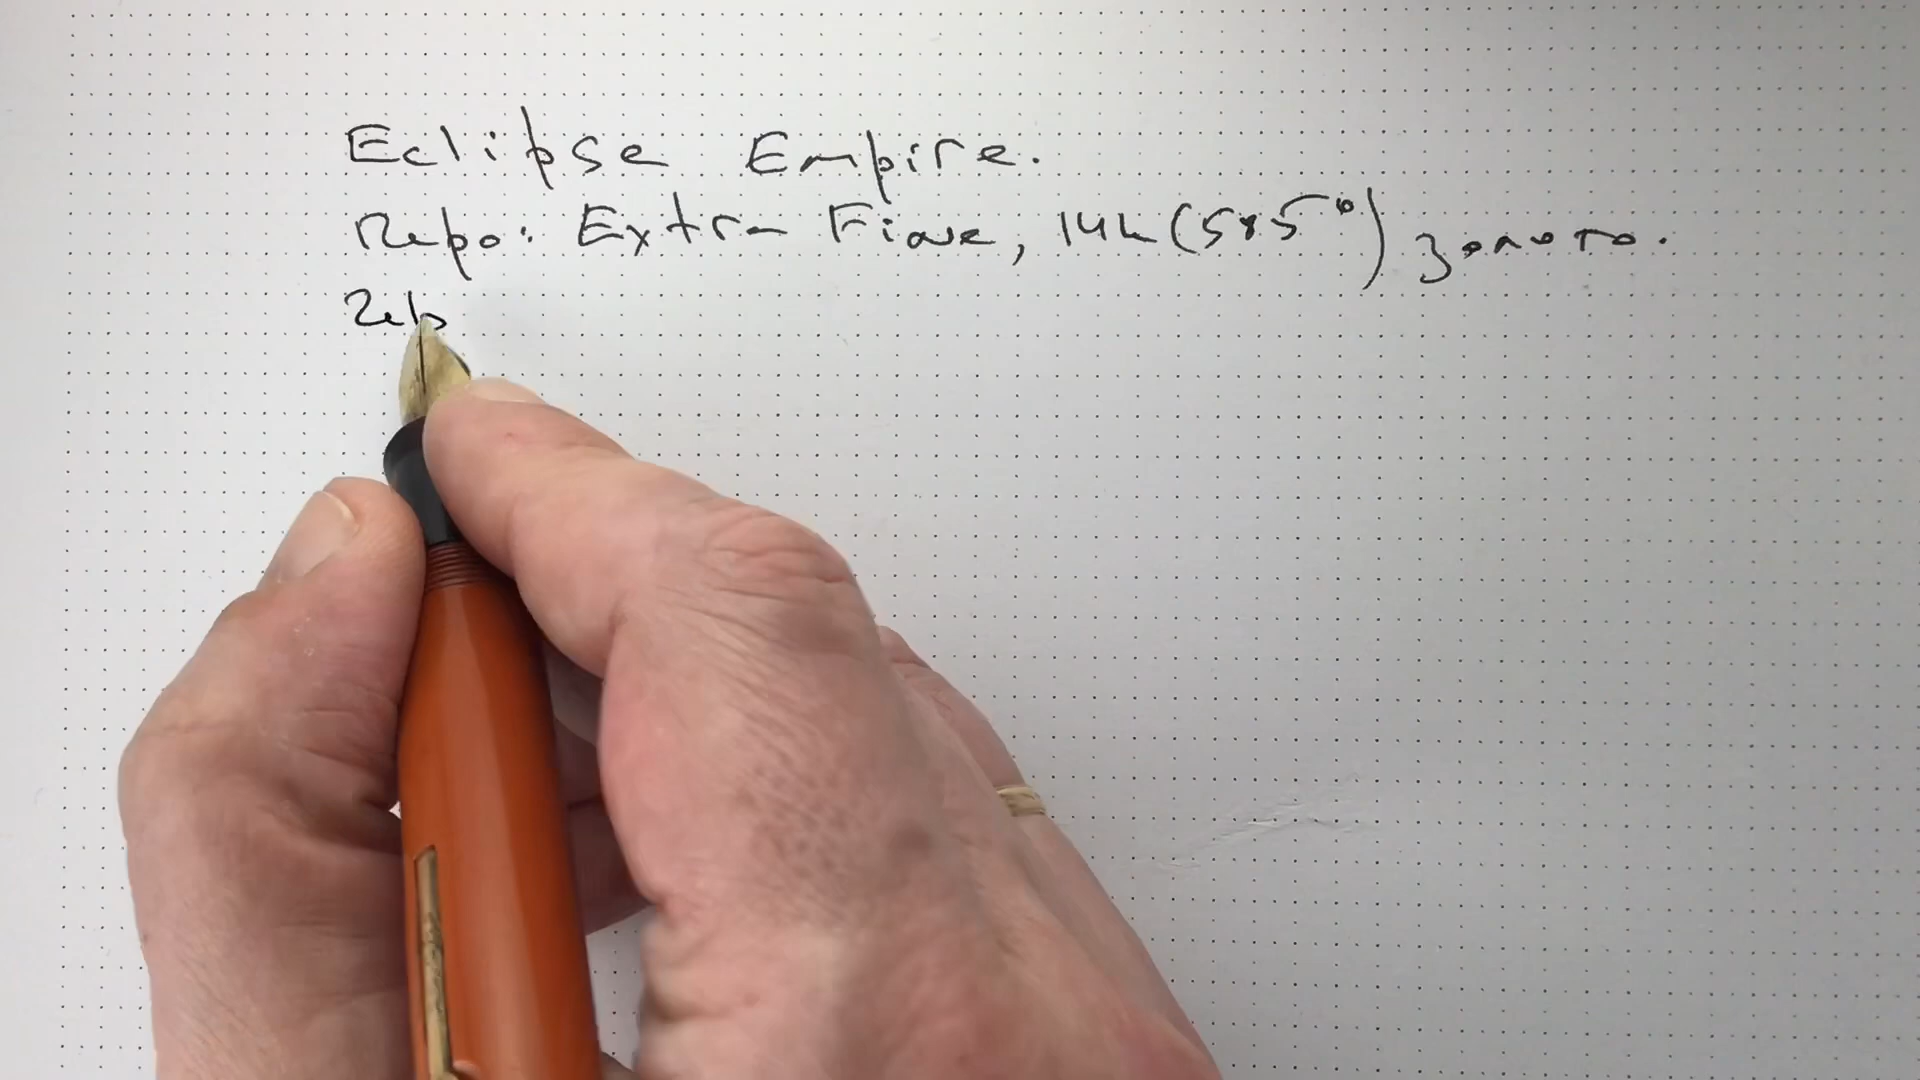 Eclipse Empire.
Перо: Extra Fine, 14k (585°) золото.